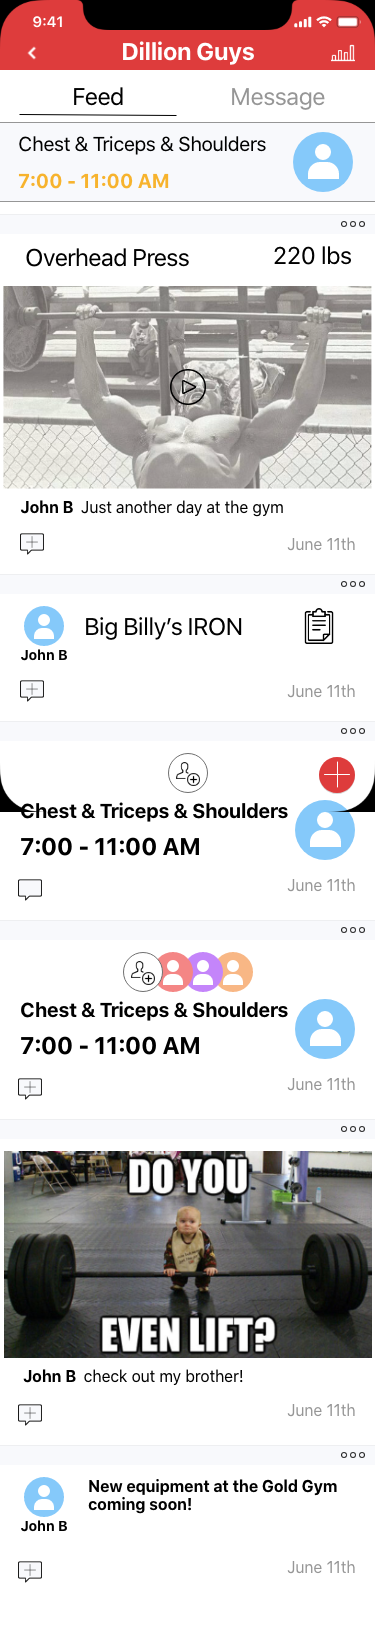 9:41
Dillion Guys
Feed
Message
Chest & Triceps & Shoulders
7:00 - 11:00 AM
Overhead Press
220 lbs
John B Just another day at the gym
June 11th
Big Billy's IRON
John B
June 11th
Chest & Triceps & Shoulders
7:00 - 11:00 AM
June 11th
Chest & Triceps & Shoulders
7:00 - 11:00 AM
June 11th
DO YOU
EVEN LIFT?
John B check out my brother!
June 11th
New equipment at the Gold Gym
coming soon!
John B
June 11th